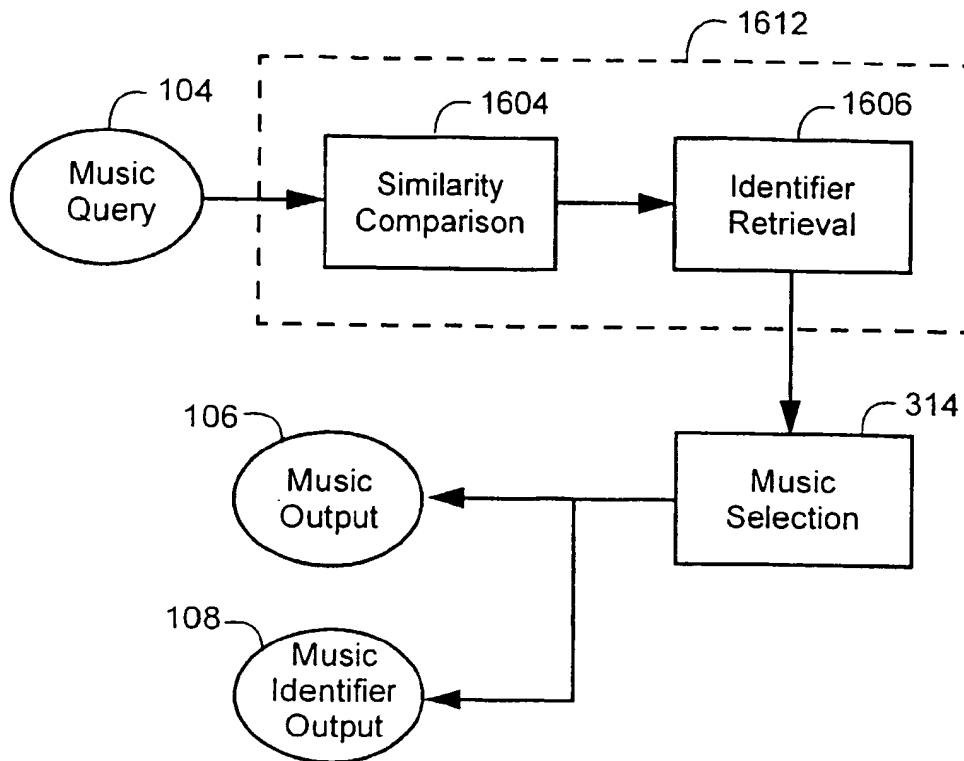 1612
104
1604
1606
Music
Query
Similarity
Comparison
Identifier
Retrieval
106
314
Music
Output
Music
Selection
108
Music
Identifier
Output